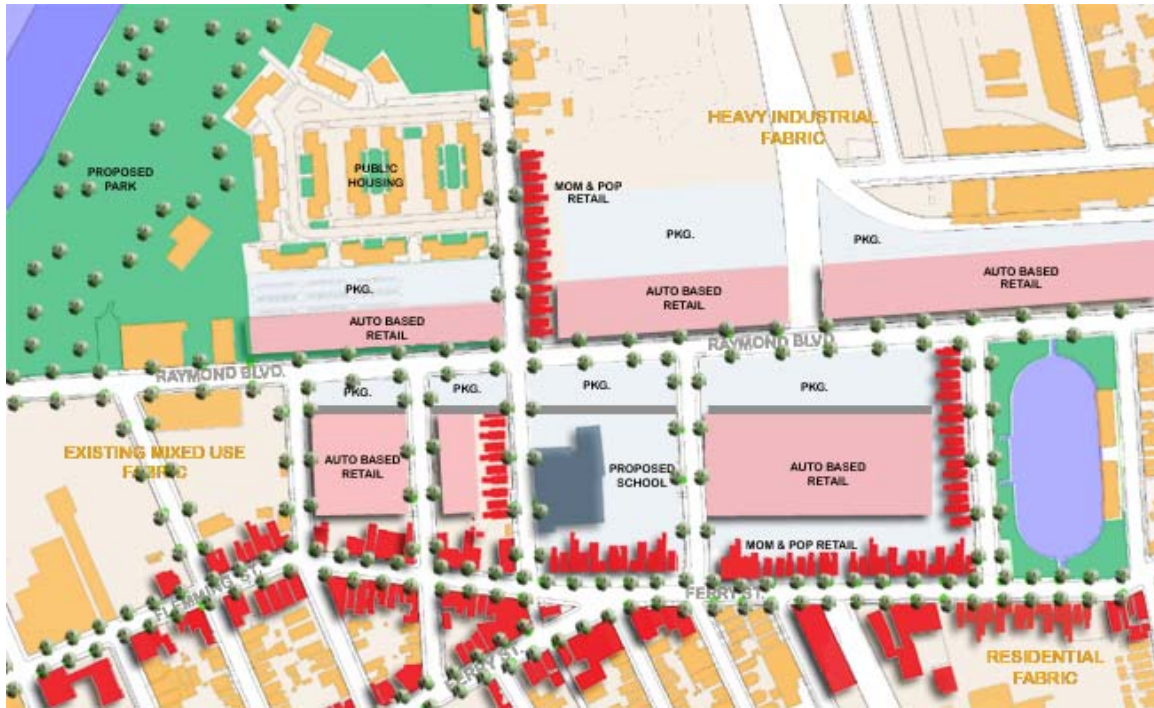 HEAVY INDUSTRIAL
FABRIC
PROPOSED
PARK
PUBLIC
HOUSING
MOM & POP
RETAIL
PKG.
PKG.
PKG.
AUTO BASED
RETAIL
AUTO BASED
RETAIL
AUTO BASED
RETAIL
RAYMOND BLVD.
RAYMOND BLVD.
PKG.
PKG.
PKG.
PKG.
EXISTING MIXED USE
FABRIC
AUTO BASED
RETAIL
PROPOSED
SCHOOL
AUTO BASED
RETAIL
MOM & POP RETAIL
FLEMMING ST.
FERRY ST.
FERRY ST.
RESIDENTIAL
FABRIC